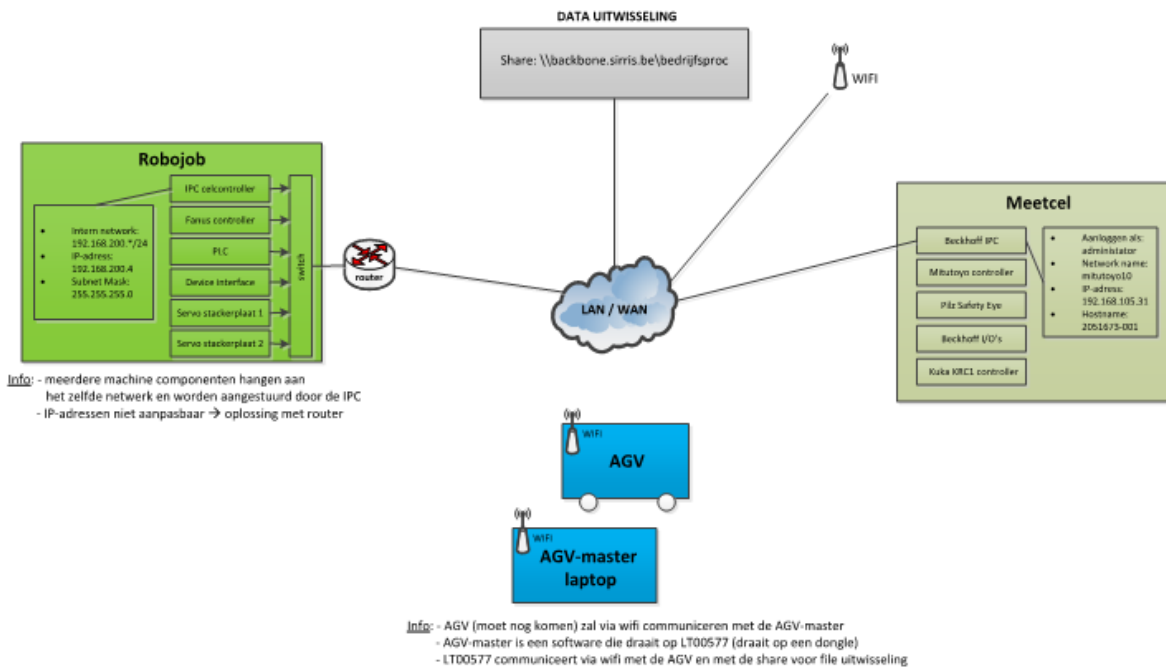 DATA UITWISSELING
Share: \\backbone.sirris.be\bedrijfsproc
WIFI
Robojob
IPC celcontroller
Fanus controller
PLC
Device interface
Servo stackerplaat 1
Servo stackerplaat 2
switch
• Intern network:
192.168.200.*/24
• IP-adress:
192.168.200.4
• Subnet Mask:
255.255.255.0
router
LAN / WAN
Meetcel
Beckhoff IPC
Mitutoyo controller
Pilz Safety Eye
Beckhoff I/O's
Kuka KRC1 controller
• Aanloggen als:
administator
• Network name:
mitutoyo10
• IP-adress:
192.168.105.31
• Hostname:
2051673-001
Info: - meerdere machine componenten hangen aan
het zelfde netwerk en worden aangestuurd door de IPC
- IP-adressen niet aanpasbaar → oplossing met router
WIFI
AGV
WIFI
AGV-master
laptop
Info: - AGV (moet nog komen) zal via wifi communiceren met de AGV-master
- AGV-master is een software die draait op LT00577 (draait op een dongle)
- LT00577 communiceert via wifi met de AGV en met de share voor file uitwisseling